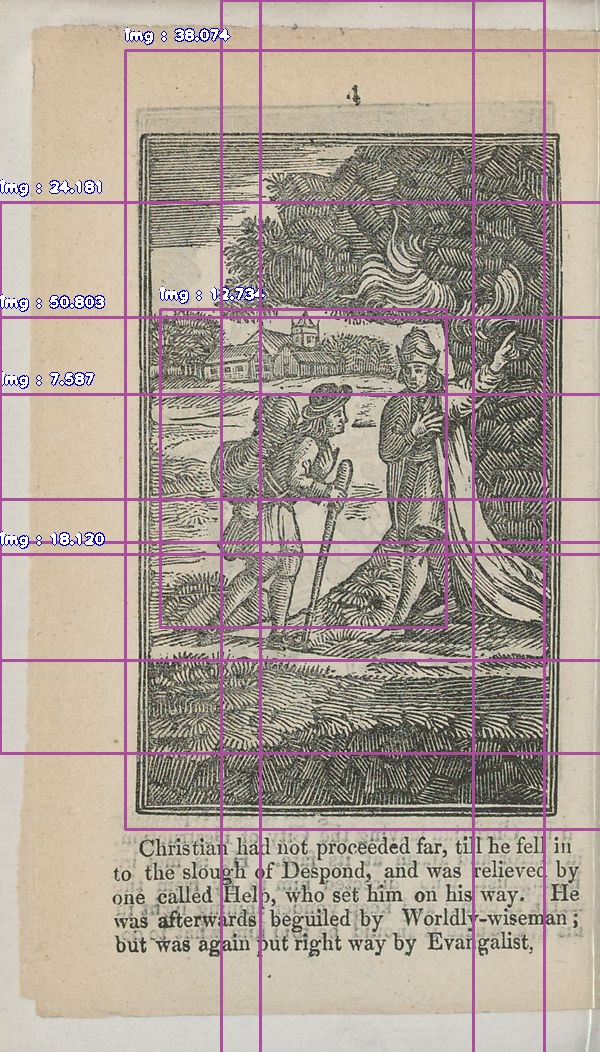 Img : 38.074
4
Img : 24.181
Img : 50.803
Img : 12.734
Img : 7.587
Img : 18.120
Christian had not proceeded far, till he fell in
to the slough of Despond, and was relieved by
one called Help, who set him on his way. He
was afterwards beguiled by Worldly-wiseman ;
but was again put right way by Evangalist,